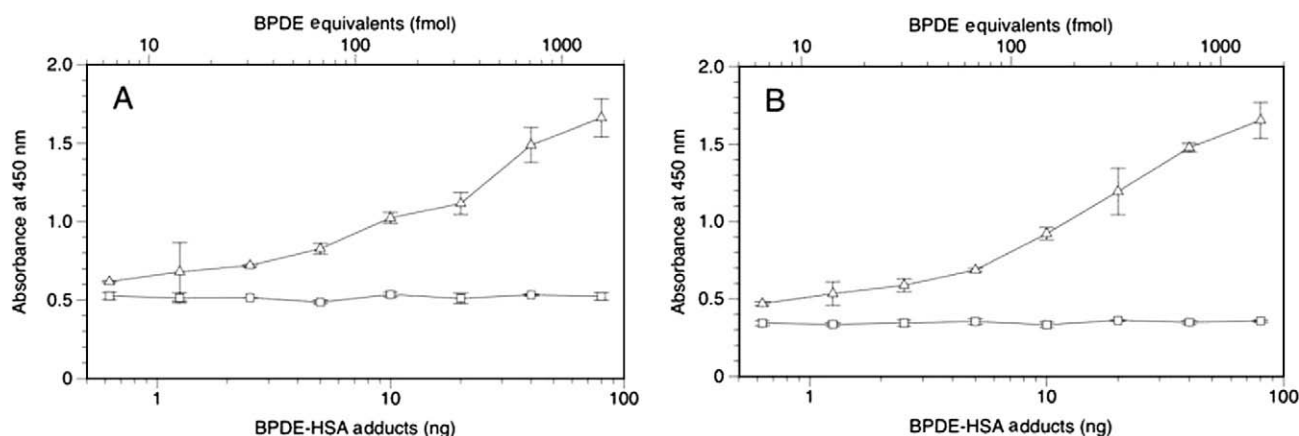 BPDE equivalents (fmol)
10 100 1000
2.0
A
1.5
1.0
0.5
0
Absorbance at 450 nm
1 10 100
BPDE-HSA adducts (ng)
BPDE equivalents (fmol)
10 100 1000
2.0
B
1.5
1.0
0.5
0
Absorbance at 450 nm
1 10 100
BPDE-HSA adducts (ng)